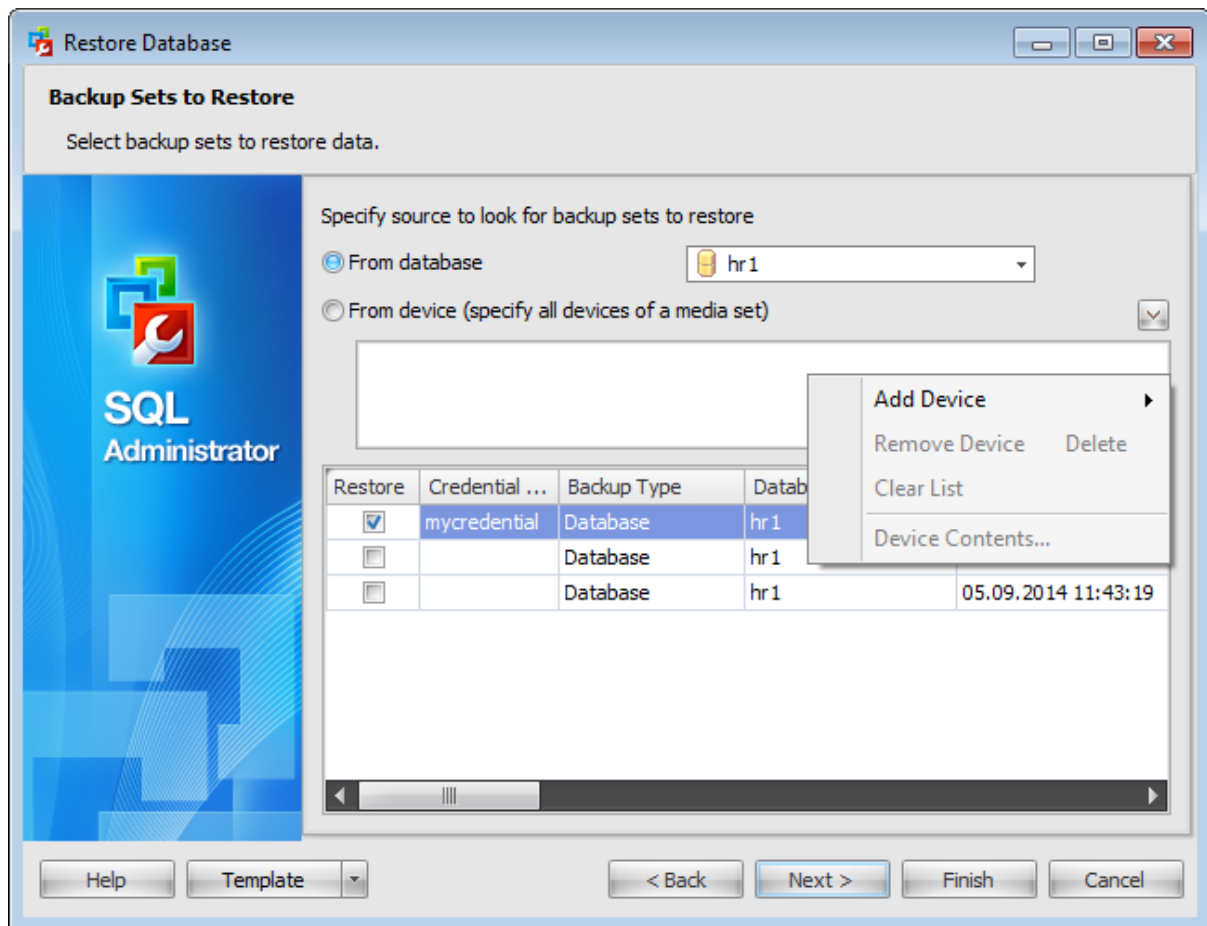 Restore Database
Backup Sets to Restore
Select backup sets to restore data.
SQL
Administrator
Specify source to look for backup sets to restore
From database hr1
From device (specify all devices of a media set)
Add Device
Remove Device Delete
Clear List
Device Contents...
Restore Credential ... Backup Type Datab
mycredential Database hr1
Database hr1
Database hr1 05.09.2014 11:43:19
Help Template < Back Next > Finish Cancel